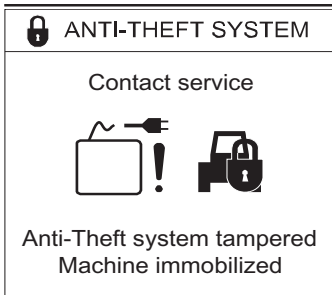 ANTI-THEFT SYSTEM
Contact service
Anti-Theft system tampered
Machine immobilized